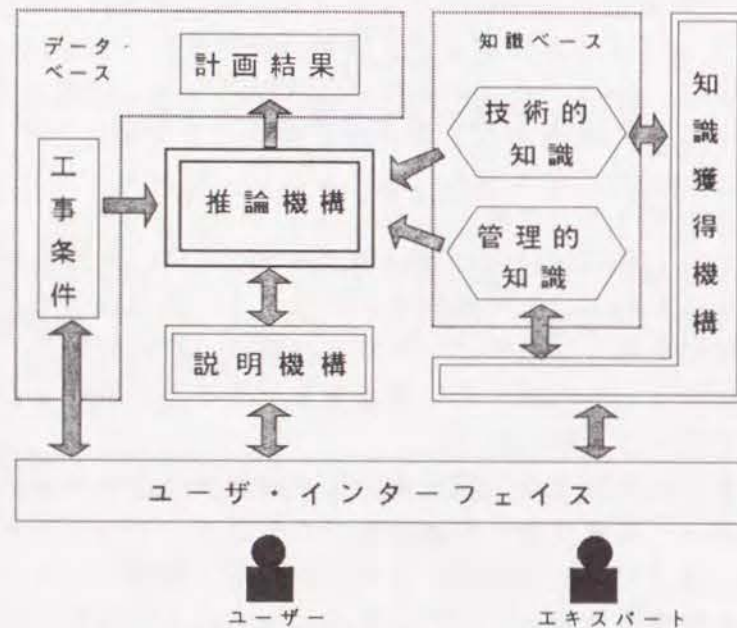 データ・
ベース
計画結果
知識ベース
技術的
知識
知識獲得機構
工事条件
推論機構
管理的
知識
説明機構
ユーザ・インターフェイス
ユーザー
エキスパート